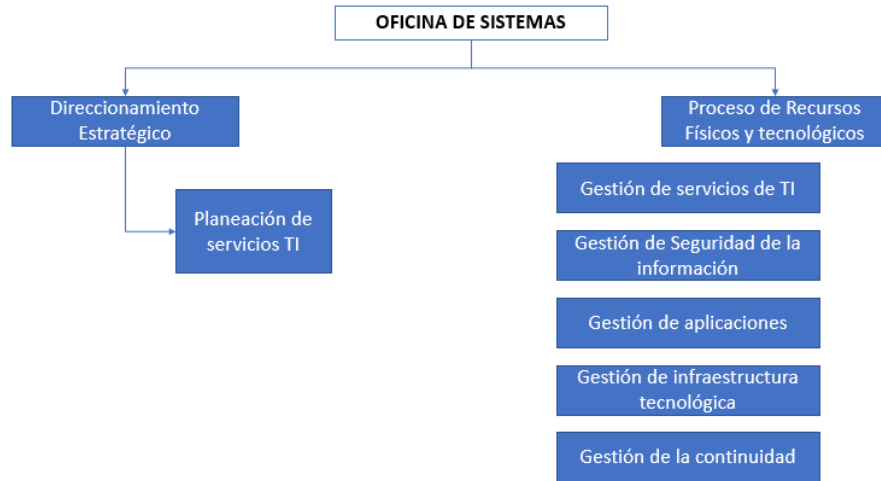 OFICINA DE SISTEMAS
Direccionamiento
Estratégico
Proceso de Recursos
Físicos y tecnológicos
Planeación de
servicios TI
Gestión de servicios de TI
Gestión de Seguridad de la
información
Gestión de aplicaciones
Gestión de infraestructura
tecnológica
Gestión de la continuidad